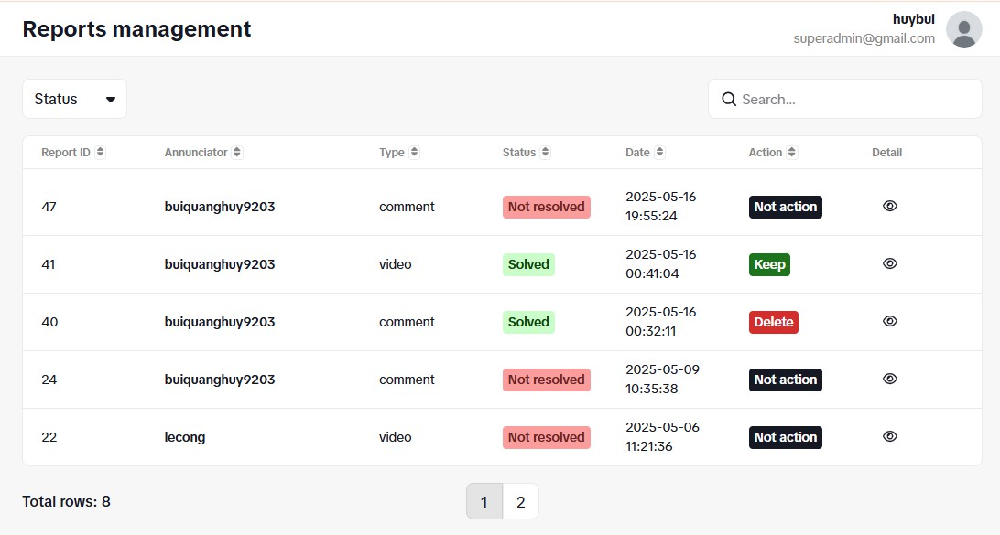 Reports management
huybui
superadmin@gmail.com
Status
Search...
Report ID Annunciator Type Status Date Action Detail
47 buiquanghuy9203 comment Not resolved 2025-05-16 19:55:24 Not action
41 buiquanghuy9203 video Solved 2025-05-16 00:41:04 Keep
40 buiquanghuy9203 comment Solved 2025-05-16 00:32:11 Delete
24 buiquanghuy9203 comment Not resolved 2025-05-09 10:35:38 Not action
22 lecong video Not resolved 2025-05-06 11:21:36 Not action
Total rows: 8
1 2